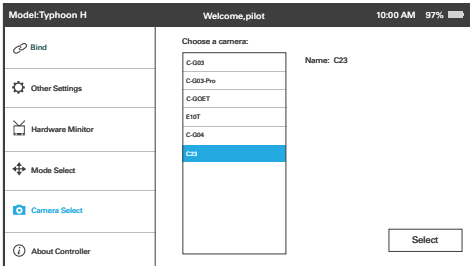 Model:Typhoon H
Welcome,pilot
10:00 AM 97%
Bind
Other Settings
Hardware Minitor
Mode Select
Camera Select
About Controller
Choose a camera:
C-G03
C-G03-Pro
C-GOET
E10T
C-G04
C23
Name: C23
Select